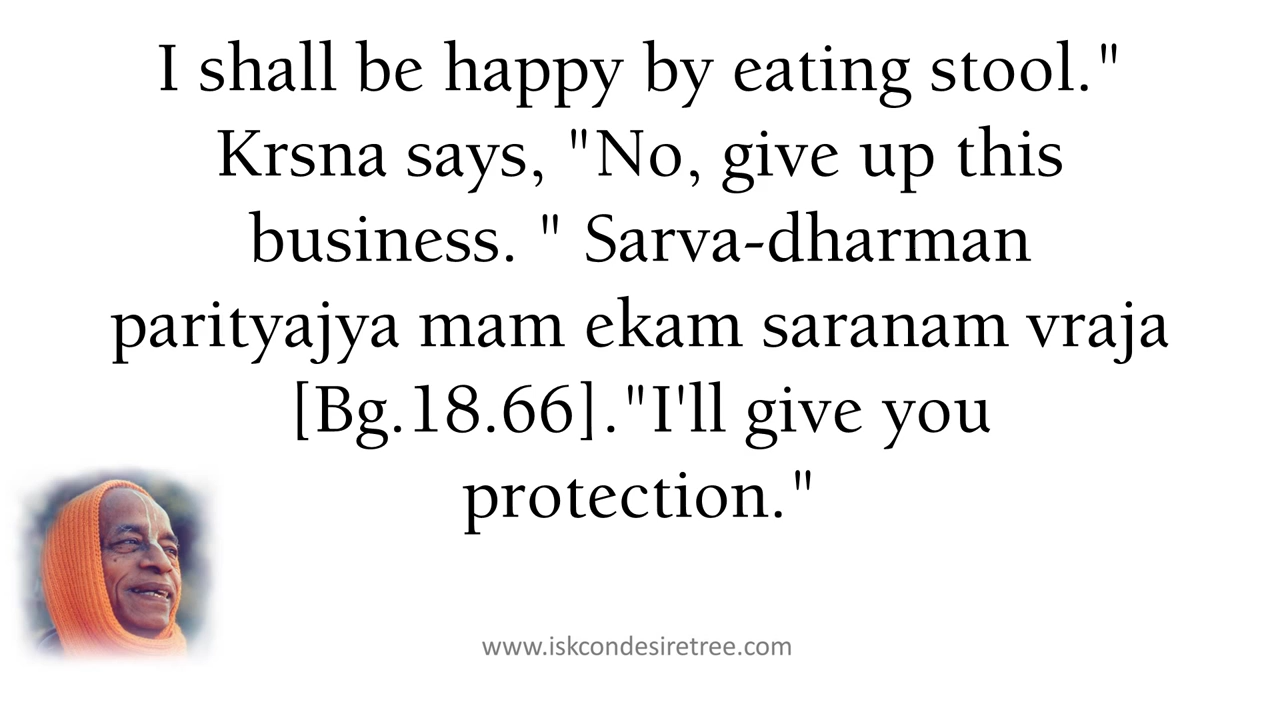 I shall be happy by eating stool."
Krsna says, "No, give up this
business. " Sarva-dharman
parityajya mam ekam saranam vraja
[Bg.18.66]."I'll give you
protection."
www.iskcondesiretree.com